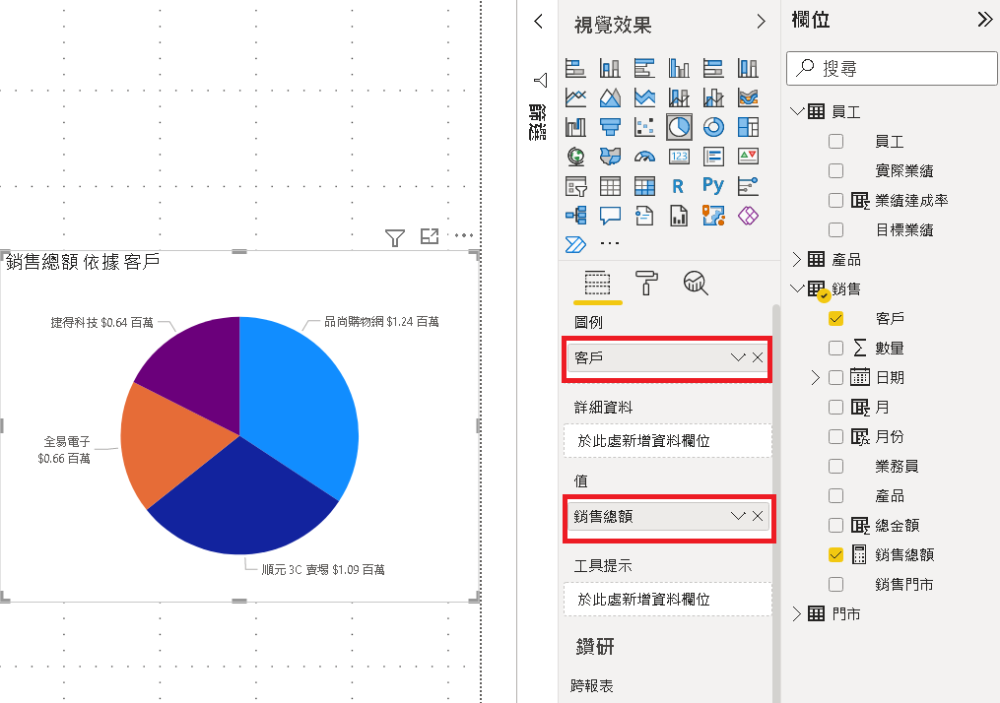 銷售總額 依據 客戶
捷得科技 $0.64 百萬
品尚購物網 $1.24 百萬
全易電子
$0.66 百萬
順元 3C 賣場 $1.09 百萬
篩選
視覺效果
123
R
Py
圖例
客戶
詳細資料
於此處新增資料欄位
值
銷售總額
工具提示
於此處新增資料欄位
鑽研
跨報表
欄位
搜尋
員工
員工
實際業績
業績達成率
目標業績
產品
銷售
客戶
數量
日期
月
月份
業務員
產品
總金額
銷售總額
銷售門市
門市